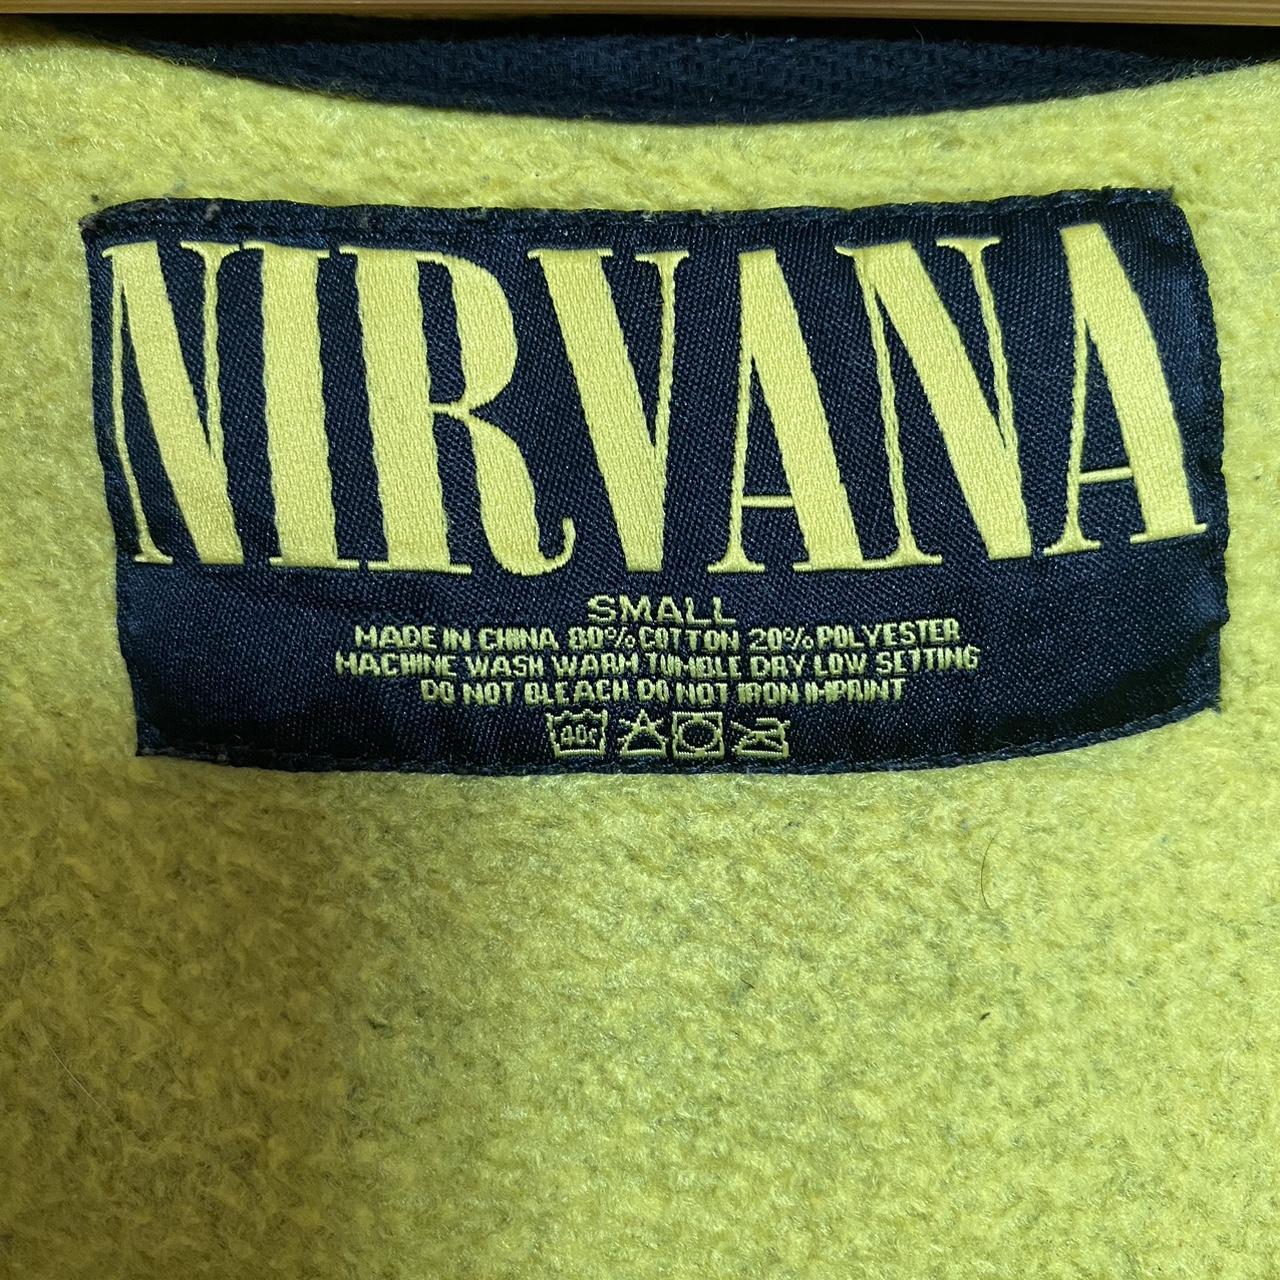 NIRVANA
SMALL
MADE IN CHINA 80% COTTON 20% POLYESTER
MACHINE WASH WARM TUMBLE DRY LOW SETTING
DO NOT BLEACH DO NOT IRON IMPRINT
40c